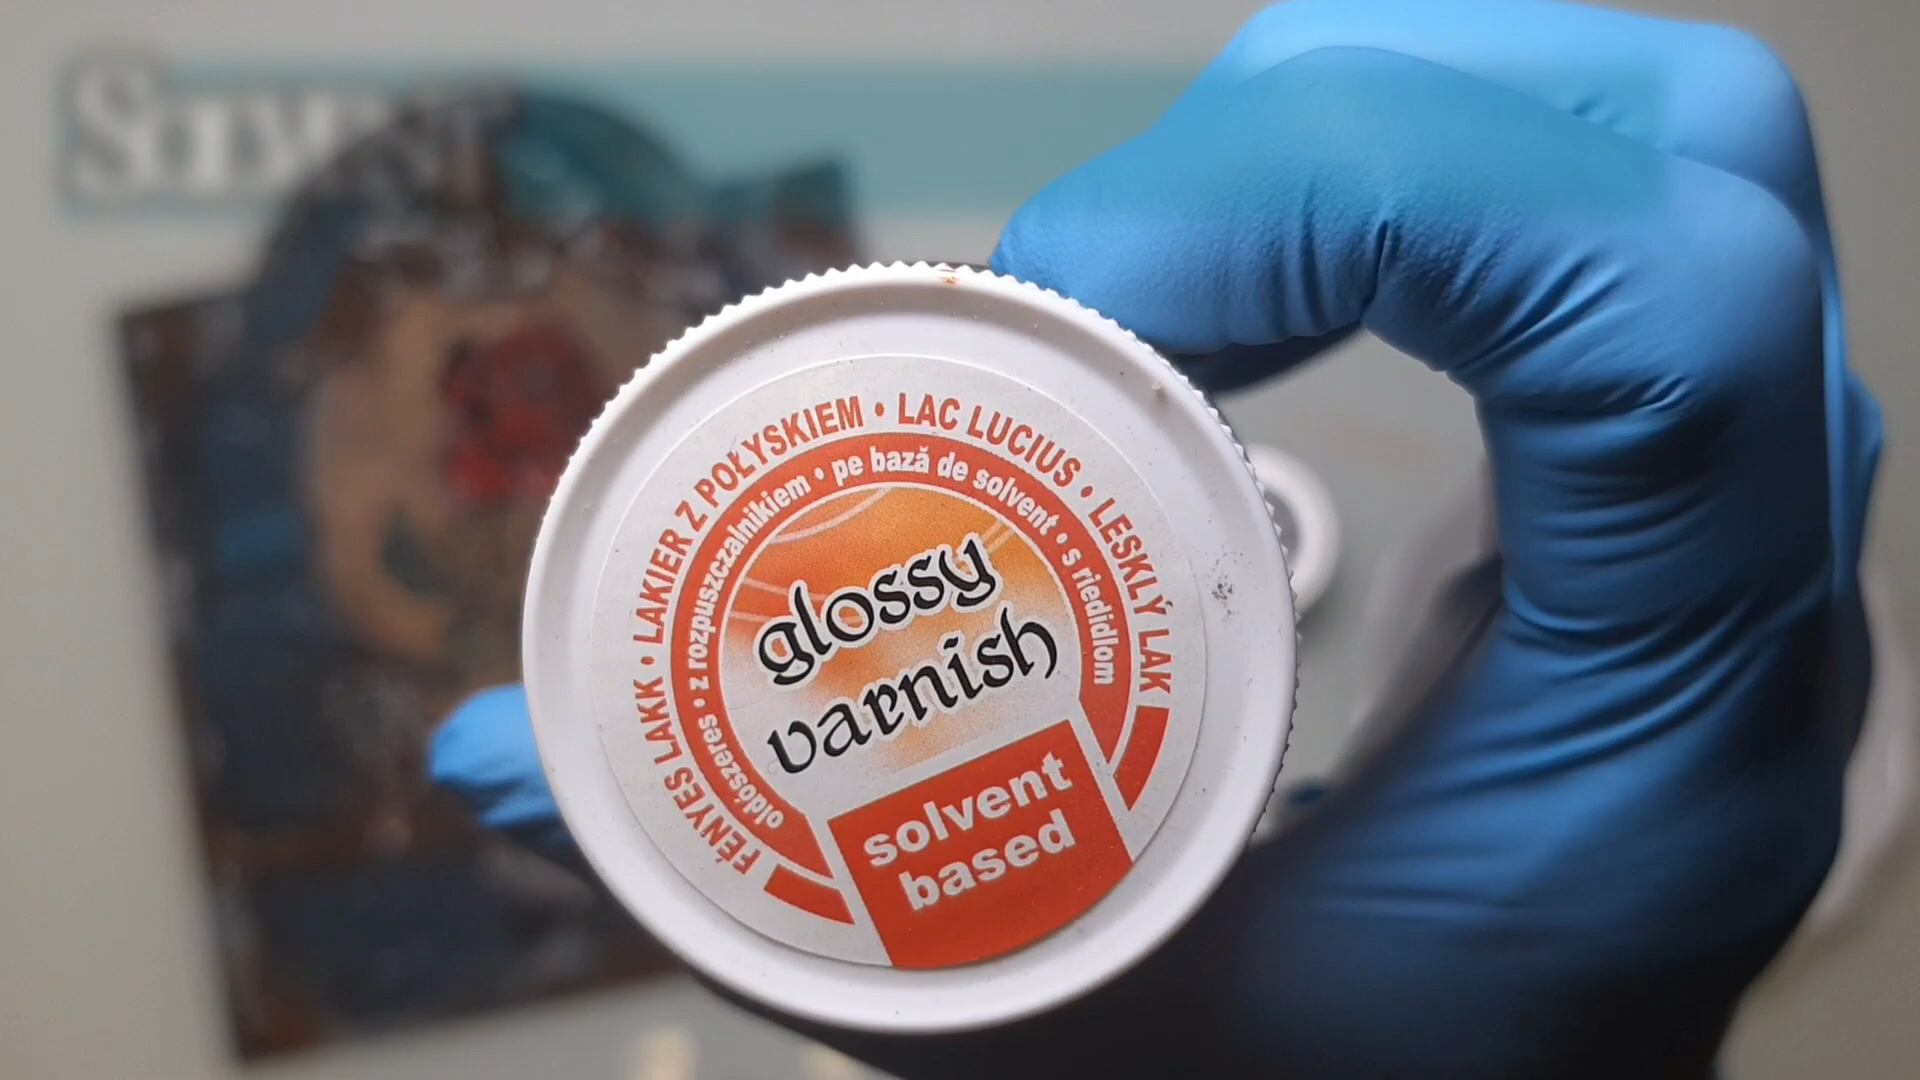 FÉNYES LAKK • LAKIER Z POŁYSKIEM • LAC LUCIUS • LESKLÝ LAK
oldószeres • z rozpuszczalnikiem • pe bază de solvent • s riedidlom
glossy
varnish
solvent
based